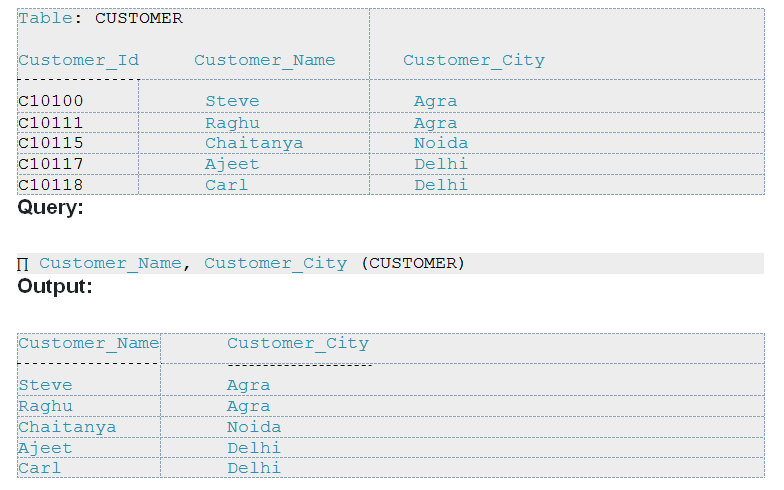 Table: CUSTOMER
Customer_Id Customer_Name Customer_City
C10100 Steve Agra
C10111 Raghu Agra
C10115 Chaitanya Noida
C10117 Ajeet Delhi
C10118 Carl Delhi
Query:
∏ Customer_Name, Customer_City (CUSTOMER)
Output:
Customer_Name Customer_City
Steve Agra
Raghu Agra
Chaitanya Noida
Ajeet Delhi
Carl Delhi